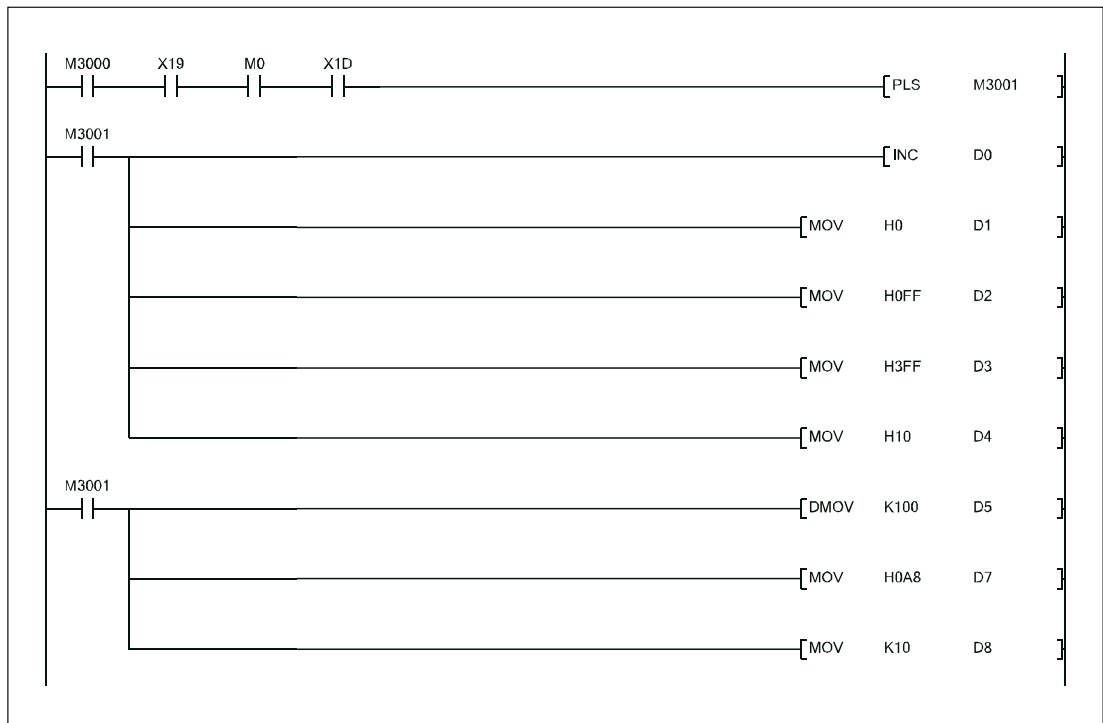 M3000 X19 M0 X1D
[PLS M3001 ]
M3001
[INC D0 ]
[MOV H0 D1 ]
[MOV H0FF D2 ]
[MOV H3FF D3 ]
[MOV H10 D4 ]
M3001
[DMOV K100 D5 ]
[MOV H0A8 D7 ]
[MOV K10 D8 ]